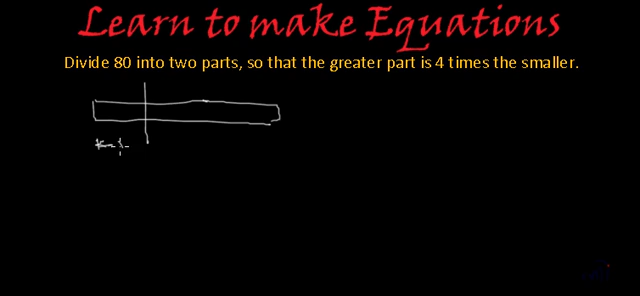 Learn to make Equations
Divide 80 into two parts, so that the greater part is 4 times the smaller.